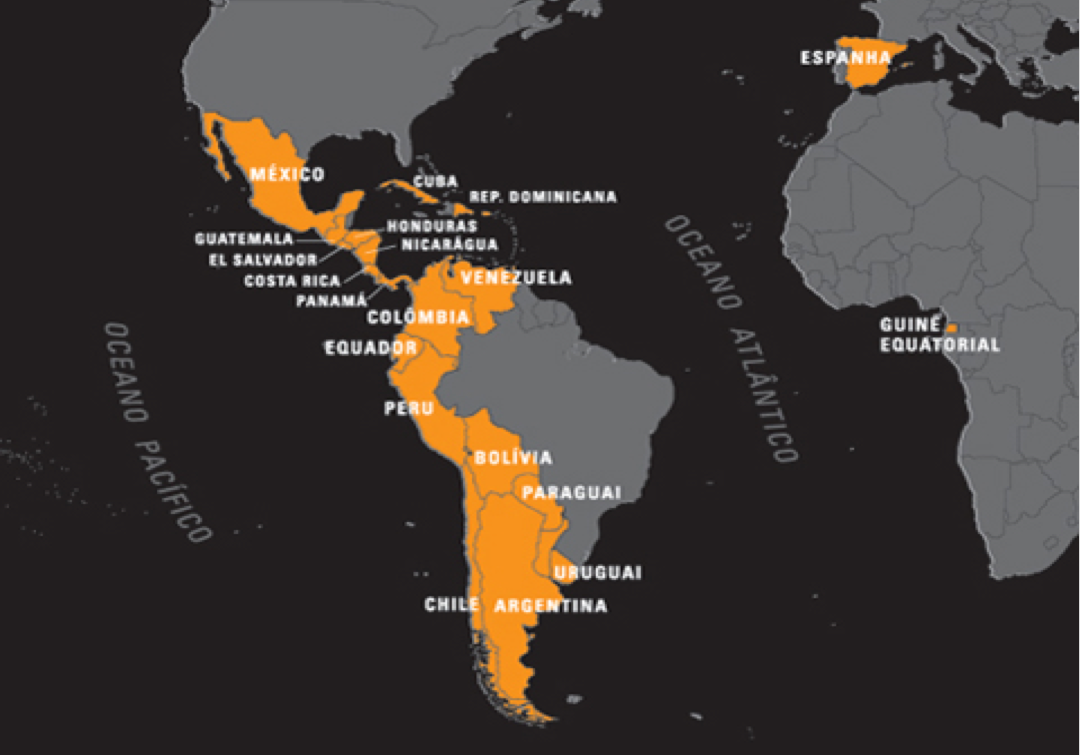 ESPANHA
MÉXICO
CUBA
REP. DOMINICANA
HONDURAS
GUATEMALA
NICARÁGUA
EL SALVADOR
COSTA RICA
VENEZUELA
PANAMÁ
COLÔMBIA
OCEANO ATLÂNTICO
GUINÉ
EQUATORIAL
EQUADOR
OCEANO PACÍFICO
PERU
BOLÍVIA
PARAGUAI
URUGUAI
CHILE
ARGENTINA